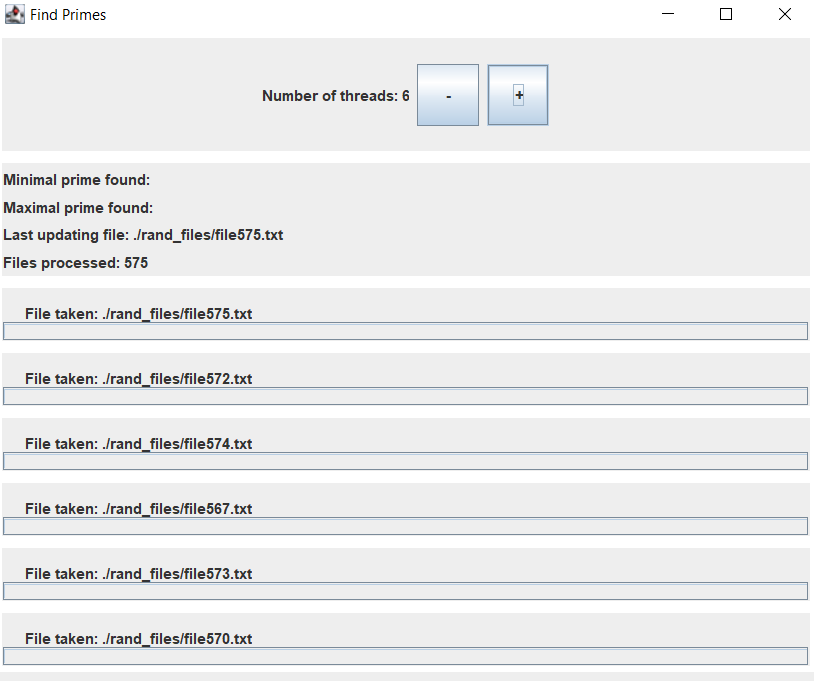 Find Primes
Number of threads: 6 - +
Minimal prime found:
Maximal prime found:
Last updating file: ./rand_files/file575.txt
Files processed: 575
File taken: ./rand_files/file575.txt
File taken: ./rand_files/file572.txt
File taken: ./rand_files/file574.txt
File taken: ./rand_files/file567.txt
File taken: ./rand_files/file573.txt
File taken: ./rand_files/file570.txt